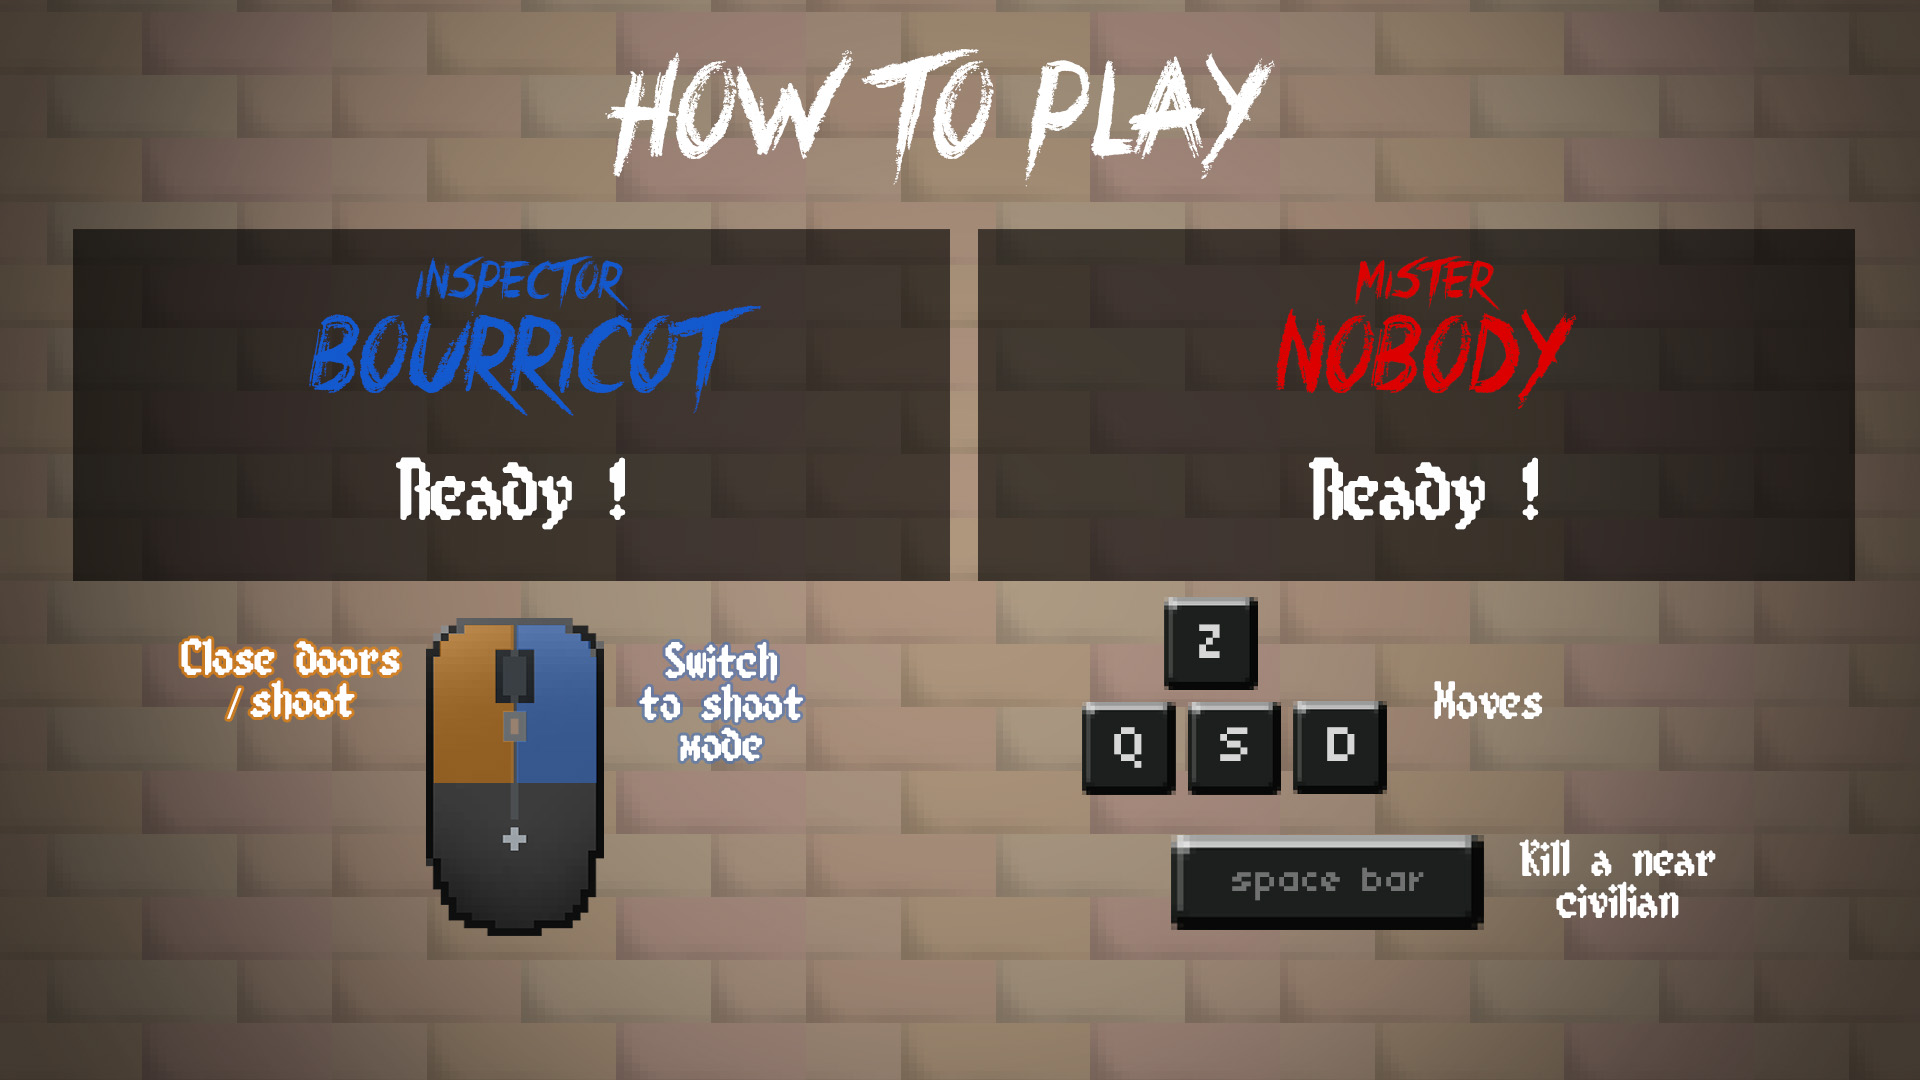 HOW TO PLAY
INSPECTOR
BOURRICOT
Ready !
MISTER
NOBODY
Ready !
Close doors
/ shoot
Switch
to shoot
mode
Z
Q S D
Moves
space bar
Kill a near
civilian